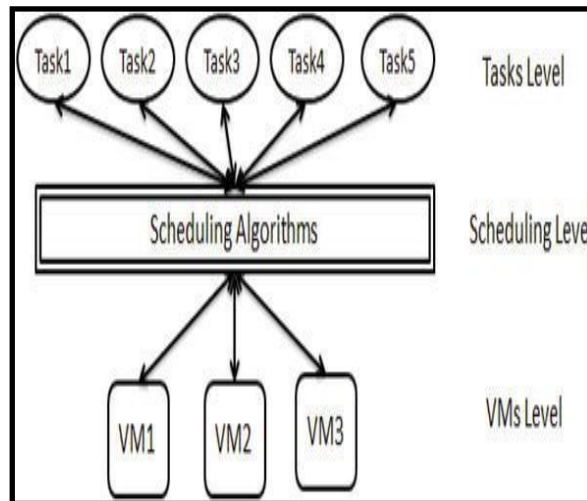 Task1 Task2 Task3 Task4 Task5 Tasks Level
Scheduling Algorithms Scheduling Level
VM1 VM2 VM3 VMs Level